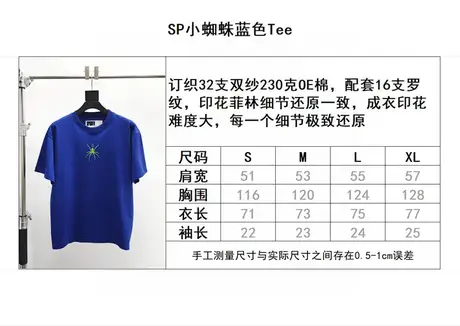 SP小蜘蛛蓝色Tee
订织32支双纱230克OE棉，配套16支罗
纹，印花菲林细节还原一致，成衣印花
难度大，每一个细节极致还原
尺码 S M L XL
肩宽 51 53 55 57
胸围 116 120 124 128
衣长 71 73 75 77
袖长 22 23 24 25
手工测量尺寸与实际尺寸之间存在0.5-1cm误差